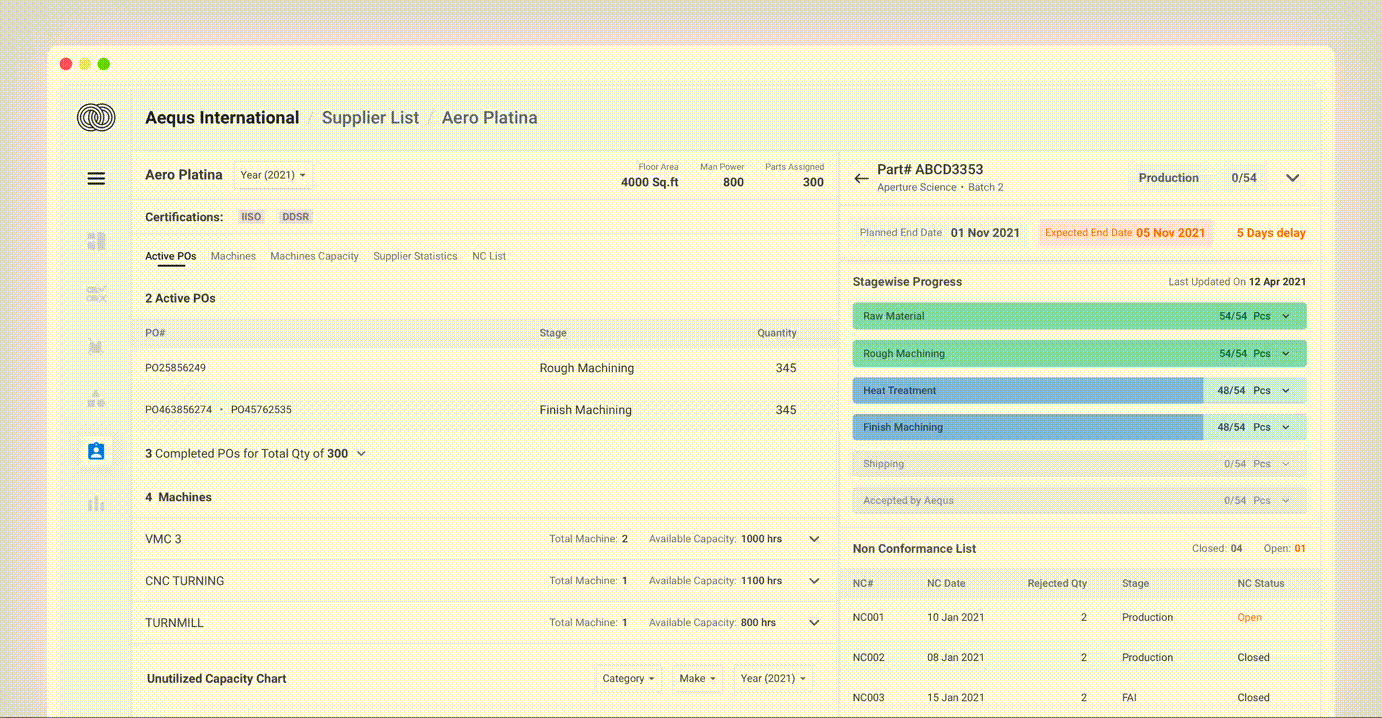 Aequs International / Supplier List / Aero Platina
Aero Platina
Year (2021)
Floor Area
4000 Sq.ft
Man Power
800
Parts Assigned
300
Certifications: IISO DDSR
Active POs Machines Machines Capacity Supplier Statistics NC List
2 Active POs
PO# Stage Quantity
PO25856249 Rough Machining 345
PO463856274 • PO45762535 Finish Machining 345
3 Completed POs for Total Qty of 300
4 Machines
VMC 3 Total Machine: 2 Available Capacity: 1000 hrs
CNC TURNING Total Machine: 1 Available Capacity: 1100 hrs
TURNMILL Total Machine: 1 Available Capacity: 800 hrs
Unutilized Capacity Chart Category Make Year (2021)
Part# ABCD3353
Aperture Science • Batch 2
Production 0/54
Planned End Date 01 Nov 2021 Expected End Date 05 Nov 2021 5 Days delay
Stagewise Progress Last Updated On 12 Apr 2021
Raw Material 54/54 Pcs
Rough Machining 54/54 Pcs
Heat Treatment 48/54 Pcs
Finish Machining 48/54 Pcs
Shipping 0/54 Pcs
Accepted by Aequs 0/54 Pcs
Non Conformance List Closed: 04 Open: 01
NC# NC Date Rejected Qty Stage NC Status
NC001 10 Jan 2021 2 Production Open
NC002 08 Jan 2021 2 Production Closed
NC003 15 Jan 2021 2 FAI Closed